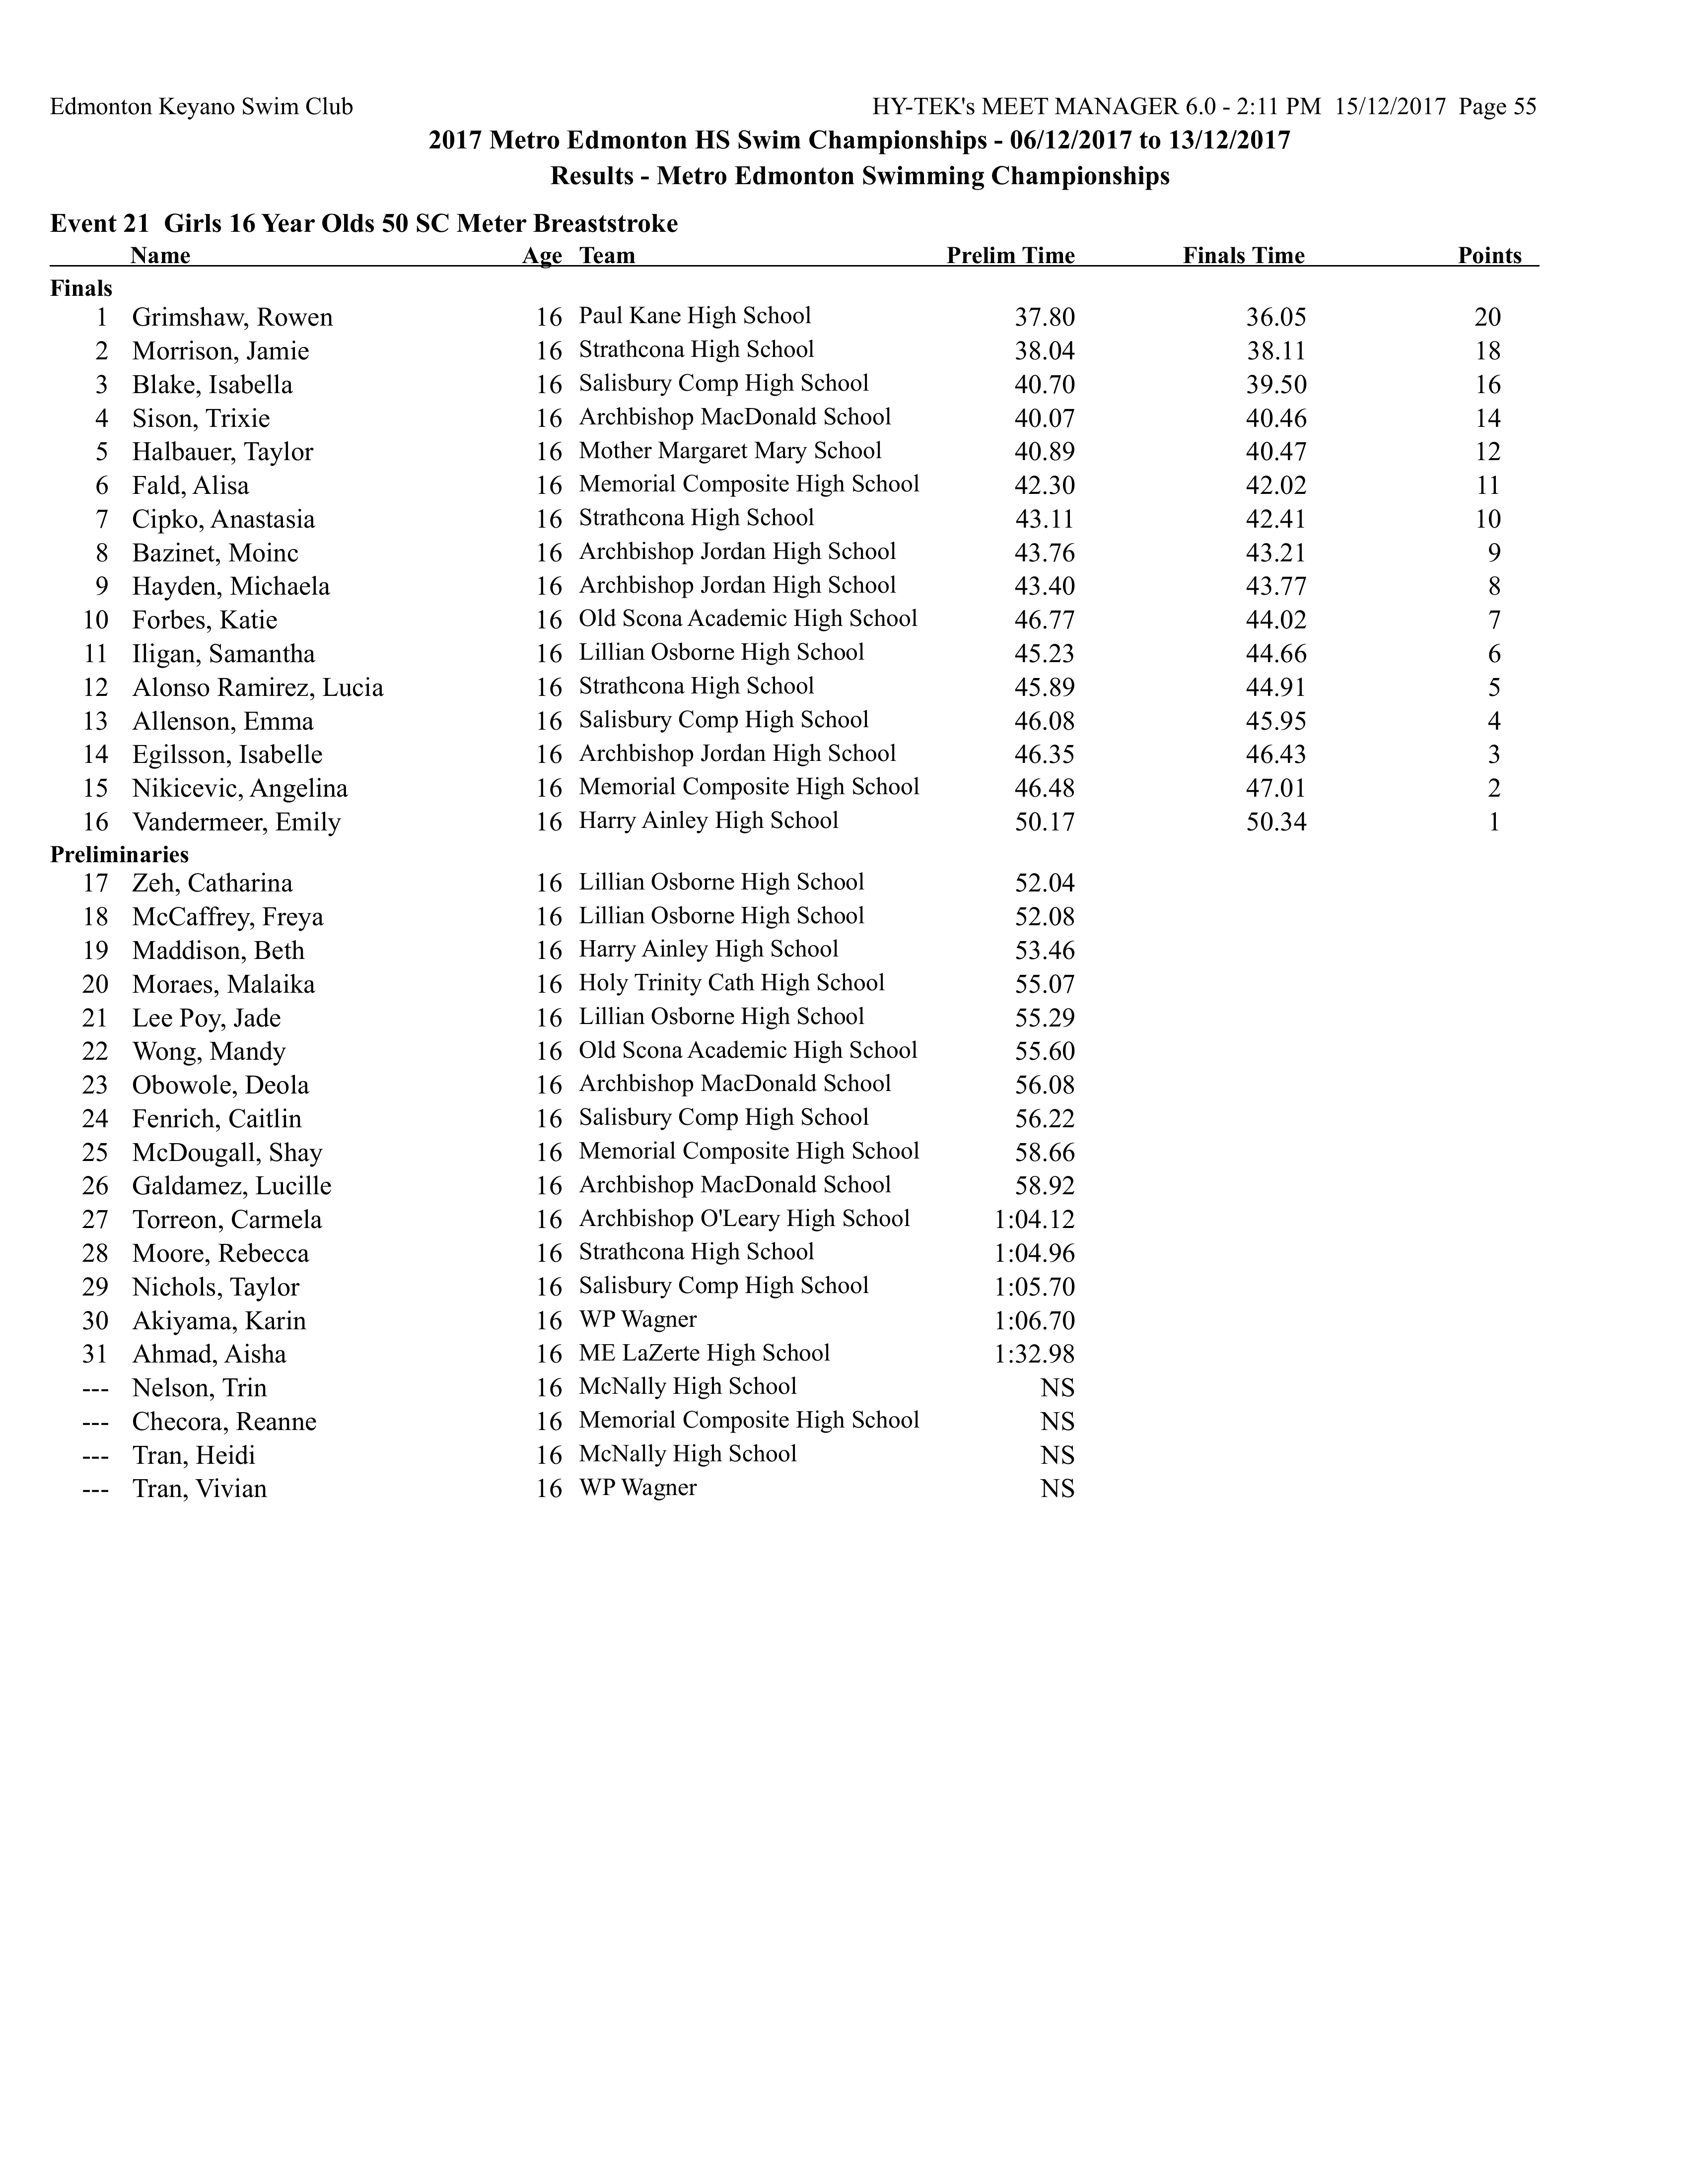 Edmonton Keyano Swim Club HY-TEK's MEET MANAGER 6.0 - 2:11 PM 15/12/2017 Page 55
2017 Metro Edmonton HS Swim Championships - 06/12/2017 to 13/12/2017
Results - Metro Edmonton Swimming Championships
Event 21 Girls 16 Year Olds 50 SC Meter Breaststroke
Name Age Team Prelim Time Finals Time Points
Finals
1 Grimshaw, Rowen 16 Paul Kane High School 37.80 36.05 20
2 Morrison, Jamie 16 Strathcona High School 38.04 38.11 18
3 Blake, Isabella 16 Salisbury Comp High School 40.70 39.50 16
4 Sison, Trixie 16 Archbishop MacDonald School 40.07 40.46 14
5 Halbauer, Taylor 16 Mother Margaret Mary School 40.89 40.47 12
6 Fald, Alisa 16 Memorial Composite High School 42.30 42.02 11
7 Cipko, Anastasia 16 Strathcona High School 43.11 42.41 10
8 Bazinet, Moinc 16 Archbishop Jordan High School 43.76 43.21 9
9 Hayden, Michaela 16 Archbishop Jordan High School 43.40 43.77 8
10 Forbes, Katie 16 Old Scona Academic High School 46.77 44.02 7
11 Iligan, Samantha 16 Lillian Osborne High School 45.23 44.66 6
12 Alonso Ramirez, Lucia 16 Strathcona High School 45.89 44.91 5
13 Allenson, Emma 16 Salisbury Comp High School 46.08 45.95 4
14 Egilsson, Isabelle 16 Archbishop Jordan High School 46.35 46.43 3
15 Nikicevic, Angelina 16 Memorial Composite High School 46.48 47.01 2
16 Vandermeer, Emily 16 Harry Ainley High School 50.17 50.34 1
Preliminaries
17 Zeh, Catharina 16 Lillian Osborne High School 52.04
18 McCaffrey, Freya 16 Lillian Osborne High School 52.08
19 Maddison, Beth 16 Harry Ainley High School 53.46
20 Moraes, Malaika 16 Holy Trinity Cath High School 55.07
21 Lee Poy, Jade 16 Lillian Osborne High School 55.29
22 Wong, Mandy 16 Old Scona Academic High School 55.60
23 Obowole, Deola 16 Archbishop MacDonald School 56.08
24 Fenrich, Caitlin 16 Salisbury Comp High School 56.22
25 McDougall, Shay 16 Memorial Composite High School 58.66
26 Galdamez, Lucille 16 Archbishop MacDonald School 58.92
27 Torreon, Carmela 16 Archbishop O'Leary High School 1:04.12
28 Moore, Rebecca 16 Strathcona High School 1:04.96
29 Nichols, Taylor 16 Salisbury Comp High School 1:05.70
30 Akiyama, Karin 16 WP Wagner 1:06.70
31 Ahmad, Aisha 16 ME LaZerte High School 1:32.98
--- Nelson, Trin 16 McNally High School NS
--- Checora, Reanne 16 Memorial Composite High School NS
--- Tran, Heidi 16 McNally High School NS
--- Tran, Vivian 16 WP Wagner NS